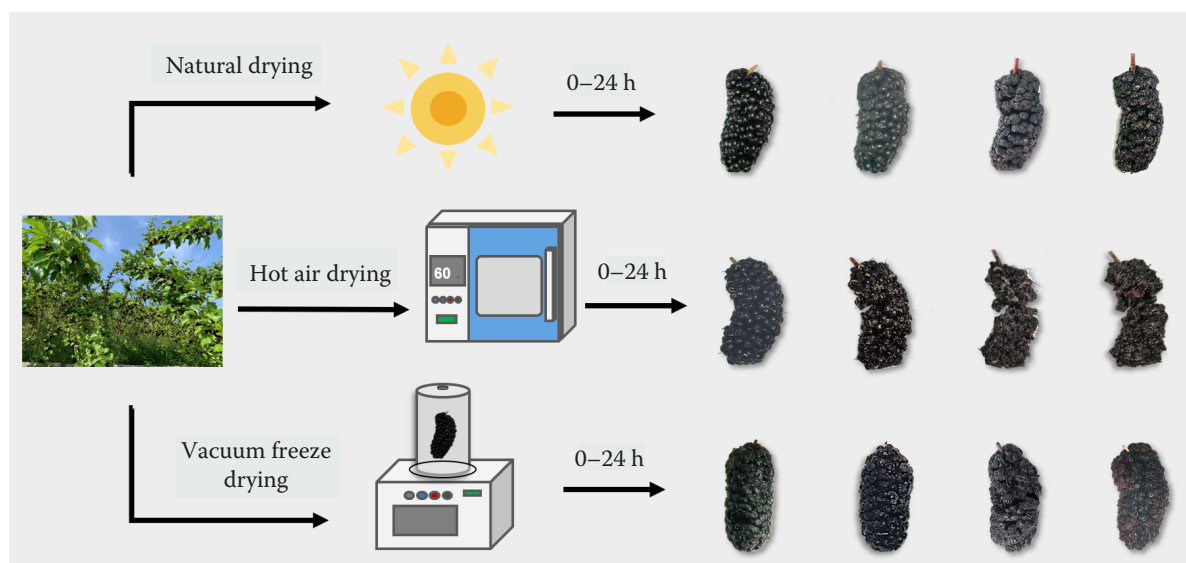 Natural drying
0–24 h
60
Hot air drying
0–24 h
Vacuum freeze
drying
0–24 h